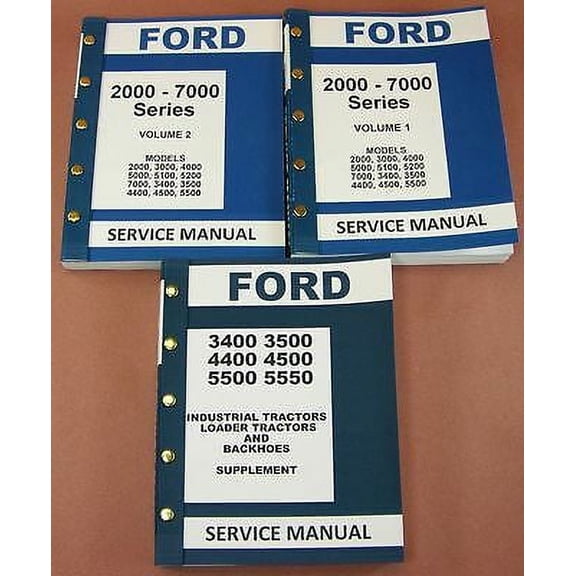 FORD
2000 - 7000
Series
VOLUME 2
MODELS
2000, 3000, 4000
5000, 5100, 5200
7000, 3400, 3500
4400, 4500, 5500
SERVICE MANUAL
FORD
2000 - 7000
Series
VOLUME 1
MODELS
2000, 3000, 4000
5000, 5100, 5200
7000, 3400, 3500
4400, 4500, 5500
SERVICE MANUAL
FORD
3400 3500
4400 4500
5500 5550
INDUSTRIAL TRACTORS
LOADER TRACTORS
AND
BACKHOES
SUPPLEMENT
SERVICE MANUAL